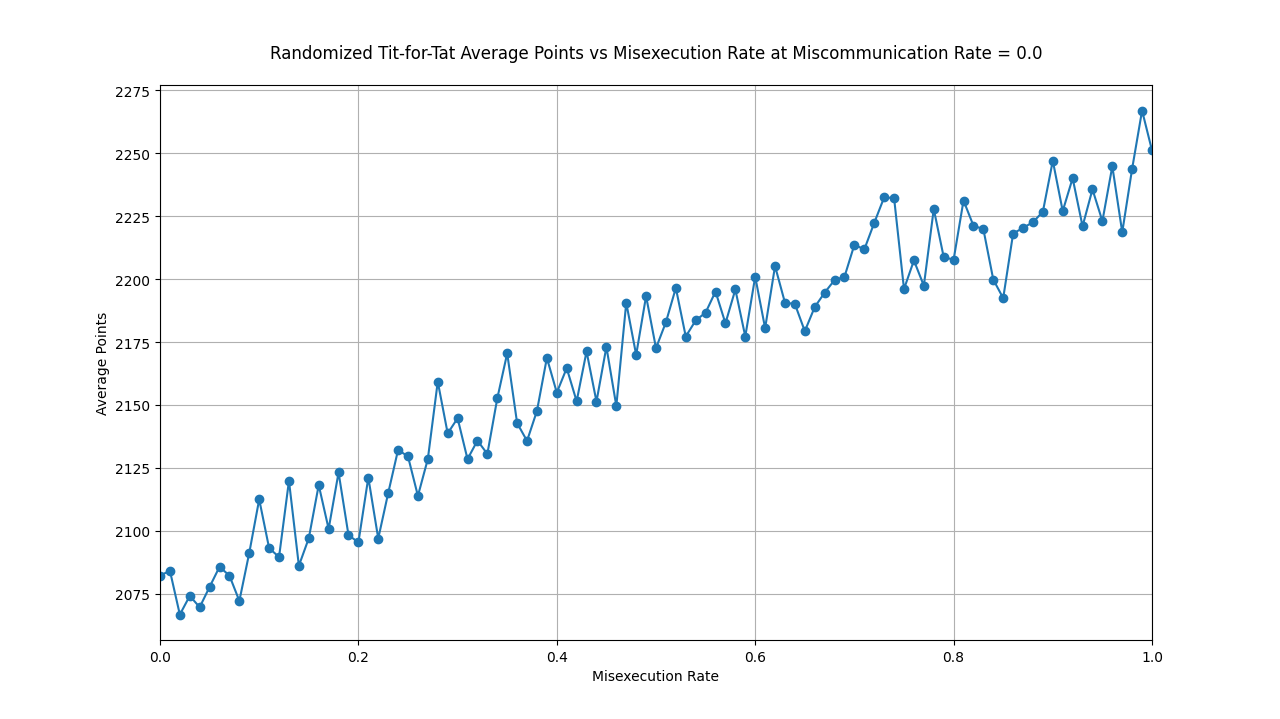 Randomized Tit-for-Tat Average Points vs Misexecution Rate at Miscommunication Rate = 0.0
2275
2250
2225
2200
2175
2150
2125
2100
2075
Average Points
0.0 0.2 0.4 0.6 0.8 1.0
Misexecution Rate